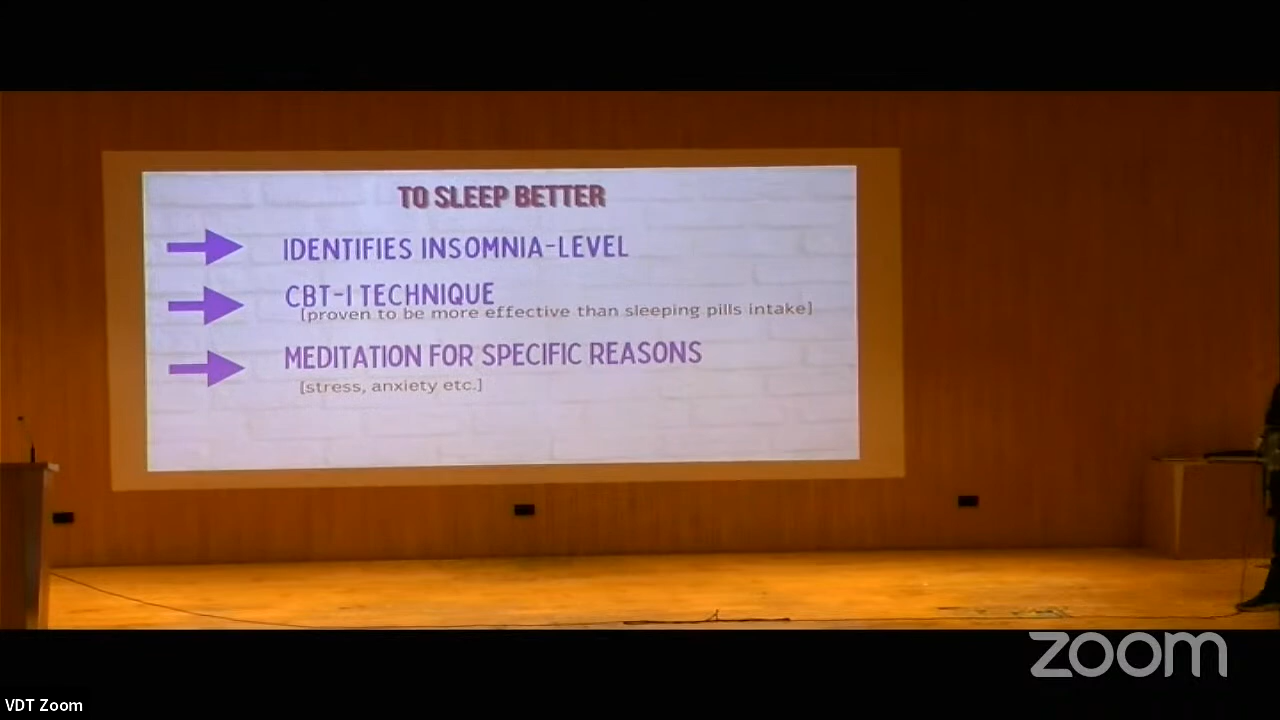 TO SLEEP BETTER
IDENTIFIES INSOMNIA-LEVEL
CBT-I TECHNIQUE
[proven to be more effective than sleeping pills intake]
MEDITATION FOR SPECIFIC REASONS
[stress, anxiety etc.]
zoom
VDT Zoom